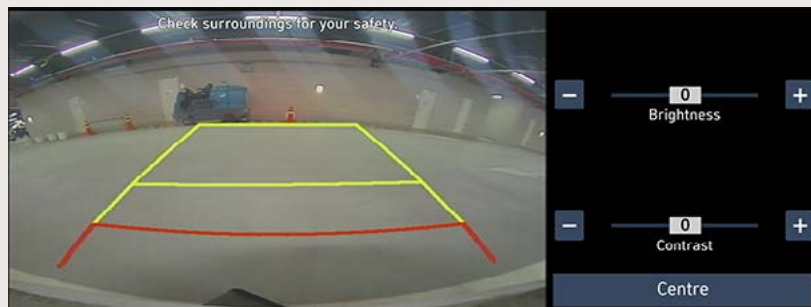 Check surroundings for your safety.
−
0
+
Brightness
−
0
+
Contrast
Centre